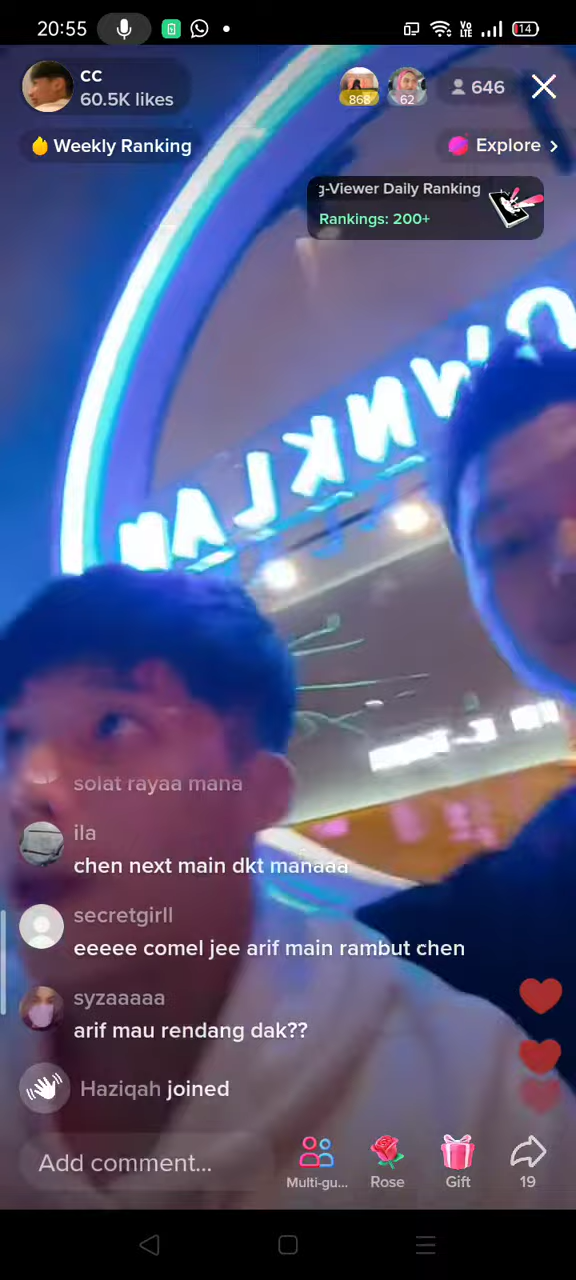 20:55
14
cc
60.5K likes
868
62
646
Weekly Ranking
Explore
g-Viewer Daily Ranking
Rankings: 200+
solat rayaa mana
ila
chen next main dkt manaaa
secretgirll
eeeee comel jee arif main rambut chen
syzaaaaa
arif mau rendang dak??
Haziqah joined
Add comment...
Multi-gu...
Rose
Gift
19